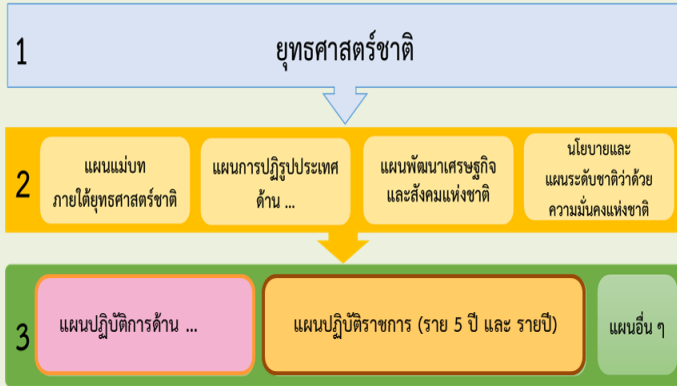 1
ยุทธศาสตร์ชาติ
2
แผนแม่บท
ภายใต้ยุทธศาสตร์ชาติ
แผนการปฏิรูปประเทศ
ด้าน ...
แผนพัฒนาเศรษฐกิจ
และสังคมแห่งชาติ
นโยบายและ
แผนระดับชาติว่าด้วย
ความมั่นคงแห่งชาติ
3
แผนปฏิบัติการด้าน ...
แผนปฏิบัติราชการ (ราย 5 ปี และ รายปี)
แผนอื่น ๆ